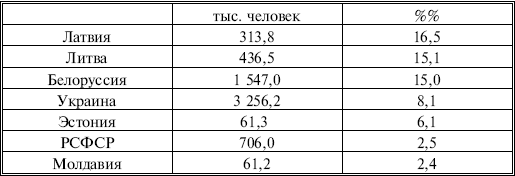 тыс. человек %%
Латвия 313,8 16,5
Литва 436,5 15,1
Белоруссия 1 547,0 15,0
Украина 3 256,2 8,1
Эстония 61,3 6,1
РСФСР 706,0 2,5
Молдавия 61,2 2,4